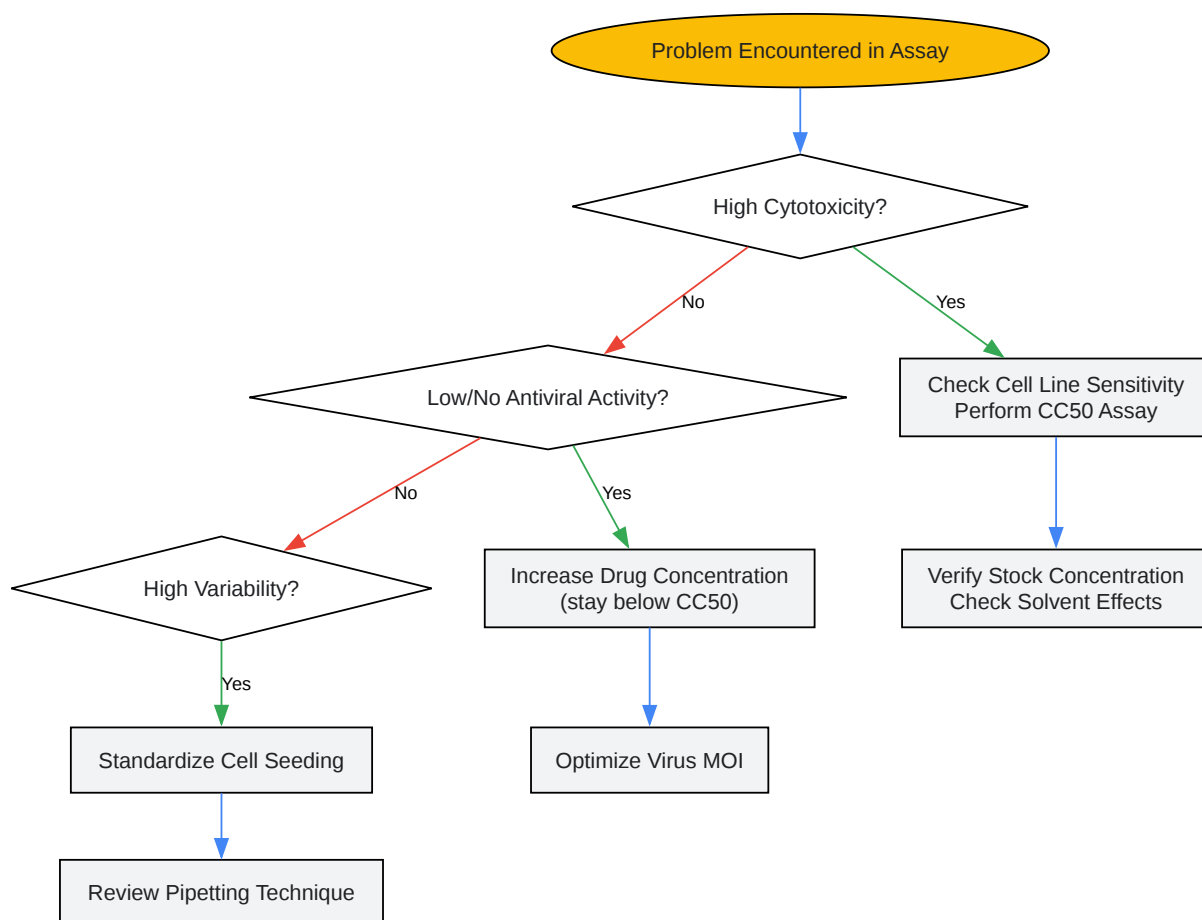 Problem Encountered in Assay
High Cytotoxicity?
No
Yes
Low/No Antiviral Activity?
Check Cell Line Sensitivity
Perform CC50 Assay
No
Yes
High Variability?
Increase Drug Concentration
(stay below CC50)
Verify Stock Concentration
Check Solvent Effects
Yes
Standardize Cell Seeding
Optimize Virus MOI
Review Pipetting Technique